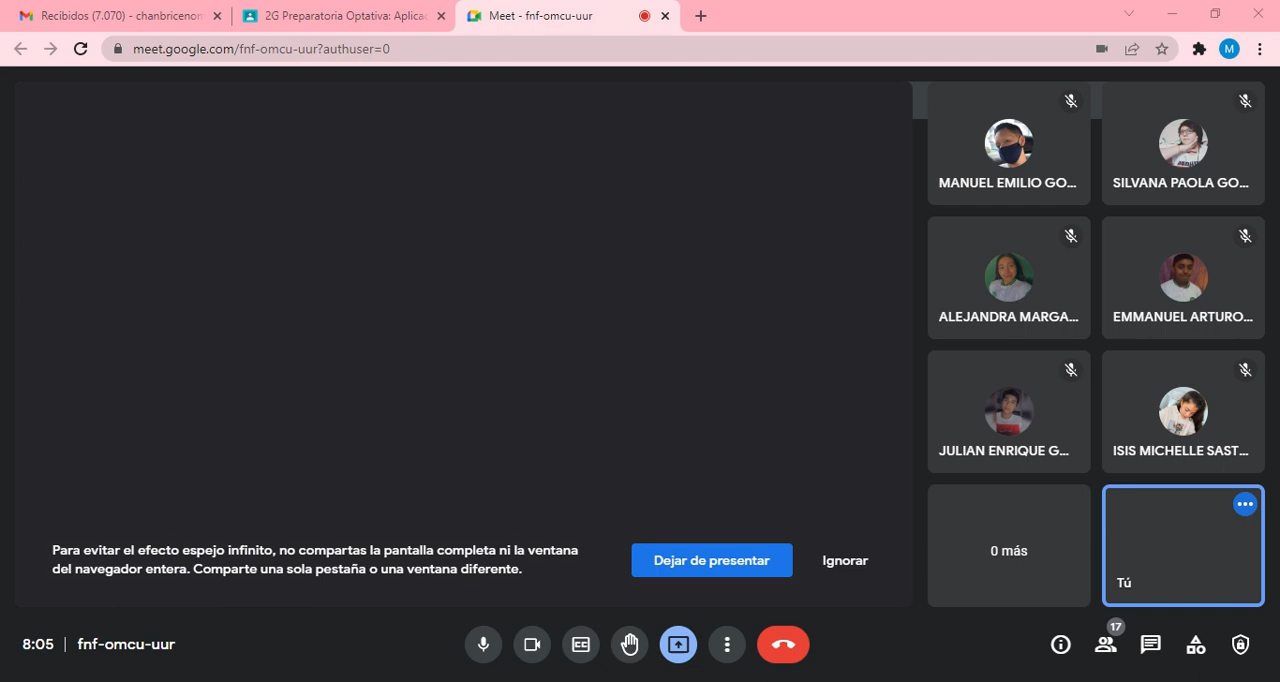 Recibidos (7.070) - chanbricenom
2G Preparatoria Optativa: Aplicac
Meet - fnf-omcu-uur
meet.google.com/fnf-omcu-uur?authuser=0
M
MANUEL EMILIO GO...
SILVANA PAOLA GO...
ALEJANDRA MARGA...
EMMANUEL ARTURO...
JULIAN ENRIQUE G...
ISIS MICHELLE SAST...
Para evitar el efecto espejo infinito, no compartas la pantalla completa ni la ventana
del navegador entera. Comparte una sola pestaña o una ventana diferente.
Dejar de presentar
Ignorar
0 más
Tú
8:05 | fnf-omcu-uur
CC
17